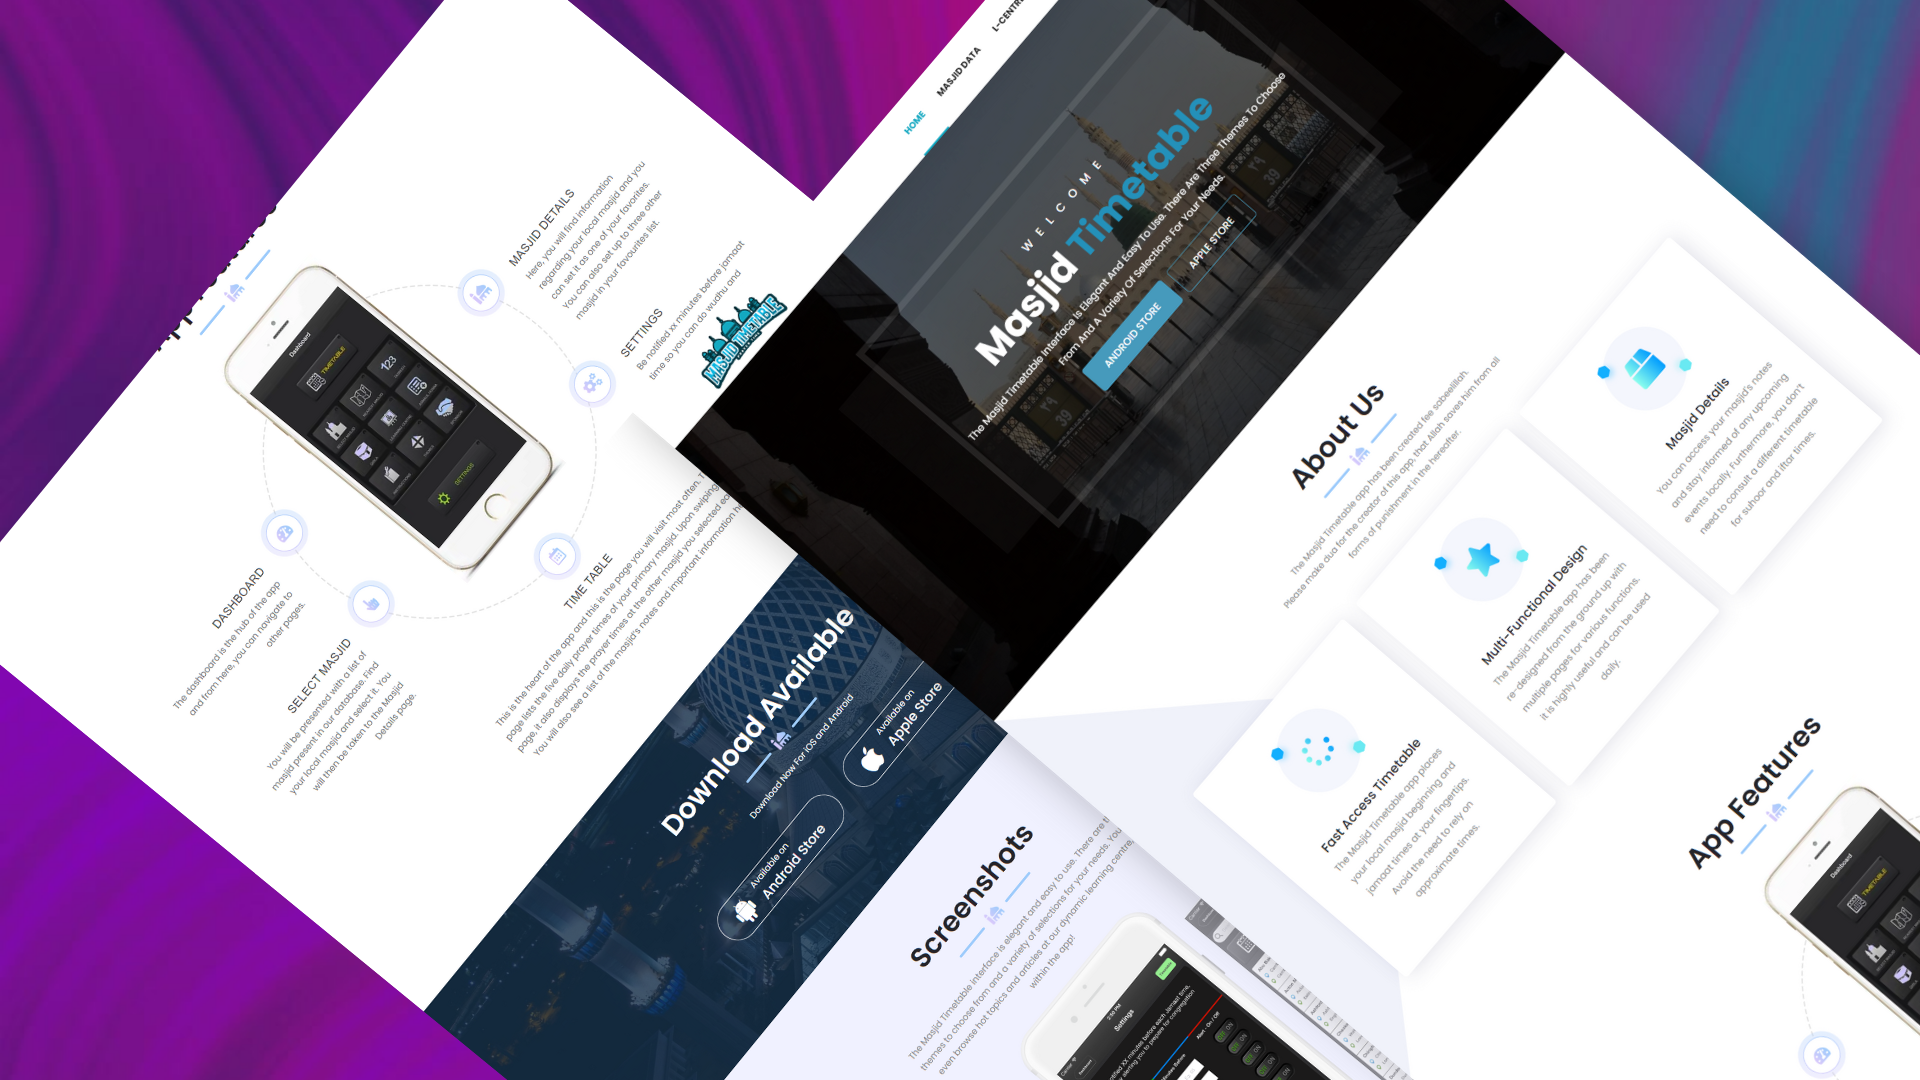 HOME
MASJID DATA
WELCOME
Masjid Timetable
The Masjid Timetable Interface Is Elegant And Easy To Use. There Are Three Themes To Choose
From And A Variety Of Selections For Your Needs.
ANDROID STORE
APPLE STORE
MASJID TIMETABLE
MASJID DETAILS
Here, you will find information
regarding your local masjid and you
can set it as one of your favorites.
You can also set up to three other
masjid in your favourites list.
SETTINGS
Be notified xx minutes before jamaat
time so you can do wudhu and
Dashboard
TIMETABLE
123
SETTINGS
DASHBOARD
The dashboard is the hub of the app
and from here, you can navigate to
other pages.
SELECT MASJID
You will be presented with a list of
masjid present in our database. Find
your local masjid and select it. You
will then be taken to the Masjid
Details page.
TIME TABLE
This is the heart of the app and this is the page you will visit most often.
page lists the five daily prayer times of your primary masjid. Upon swiping
page, it also displays the prayer times at the other masjid you selected
You will also see a list of the masjid's notes and important information
Download Available
Download Now For iOS and Android
Available on
Android Store
Available on
Apple Store
About Us
The Masjid Timetable app has been created fee sabeelillah.
Please make dua for the creator of this app, that Allah saves him from all
forms of punishment in the hereafter.
Masjid Details
You can access your masjid's notes
and stay informed of any upcoming
events locally. Furthermore, you don't
need to consult a different timetable
for suhoor and iftar times.
Multi-Functional Design
The Masjid Timetable app has been
re-designed from the ground up with
multiple pages for various functions.
it is highly useful and can be used
daily.
Fast Access Timetable
The Masjid Timetable app places
your local masjid beginning and
jamaat times at your fingertips.
Avoid the need to rely on
approximate times.
Screenshots
The Masjid Timetable interface is elegant and easy to use. There are
themes to choose from and a variety of selections for your needs. You
even browse hot topics and articles at our dynamic learning centre,
within the app!
Settings
App Features
Dashboard
TIMETABLE